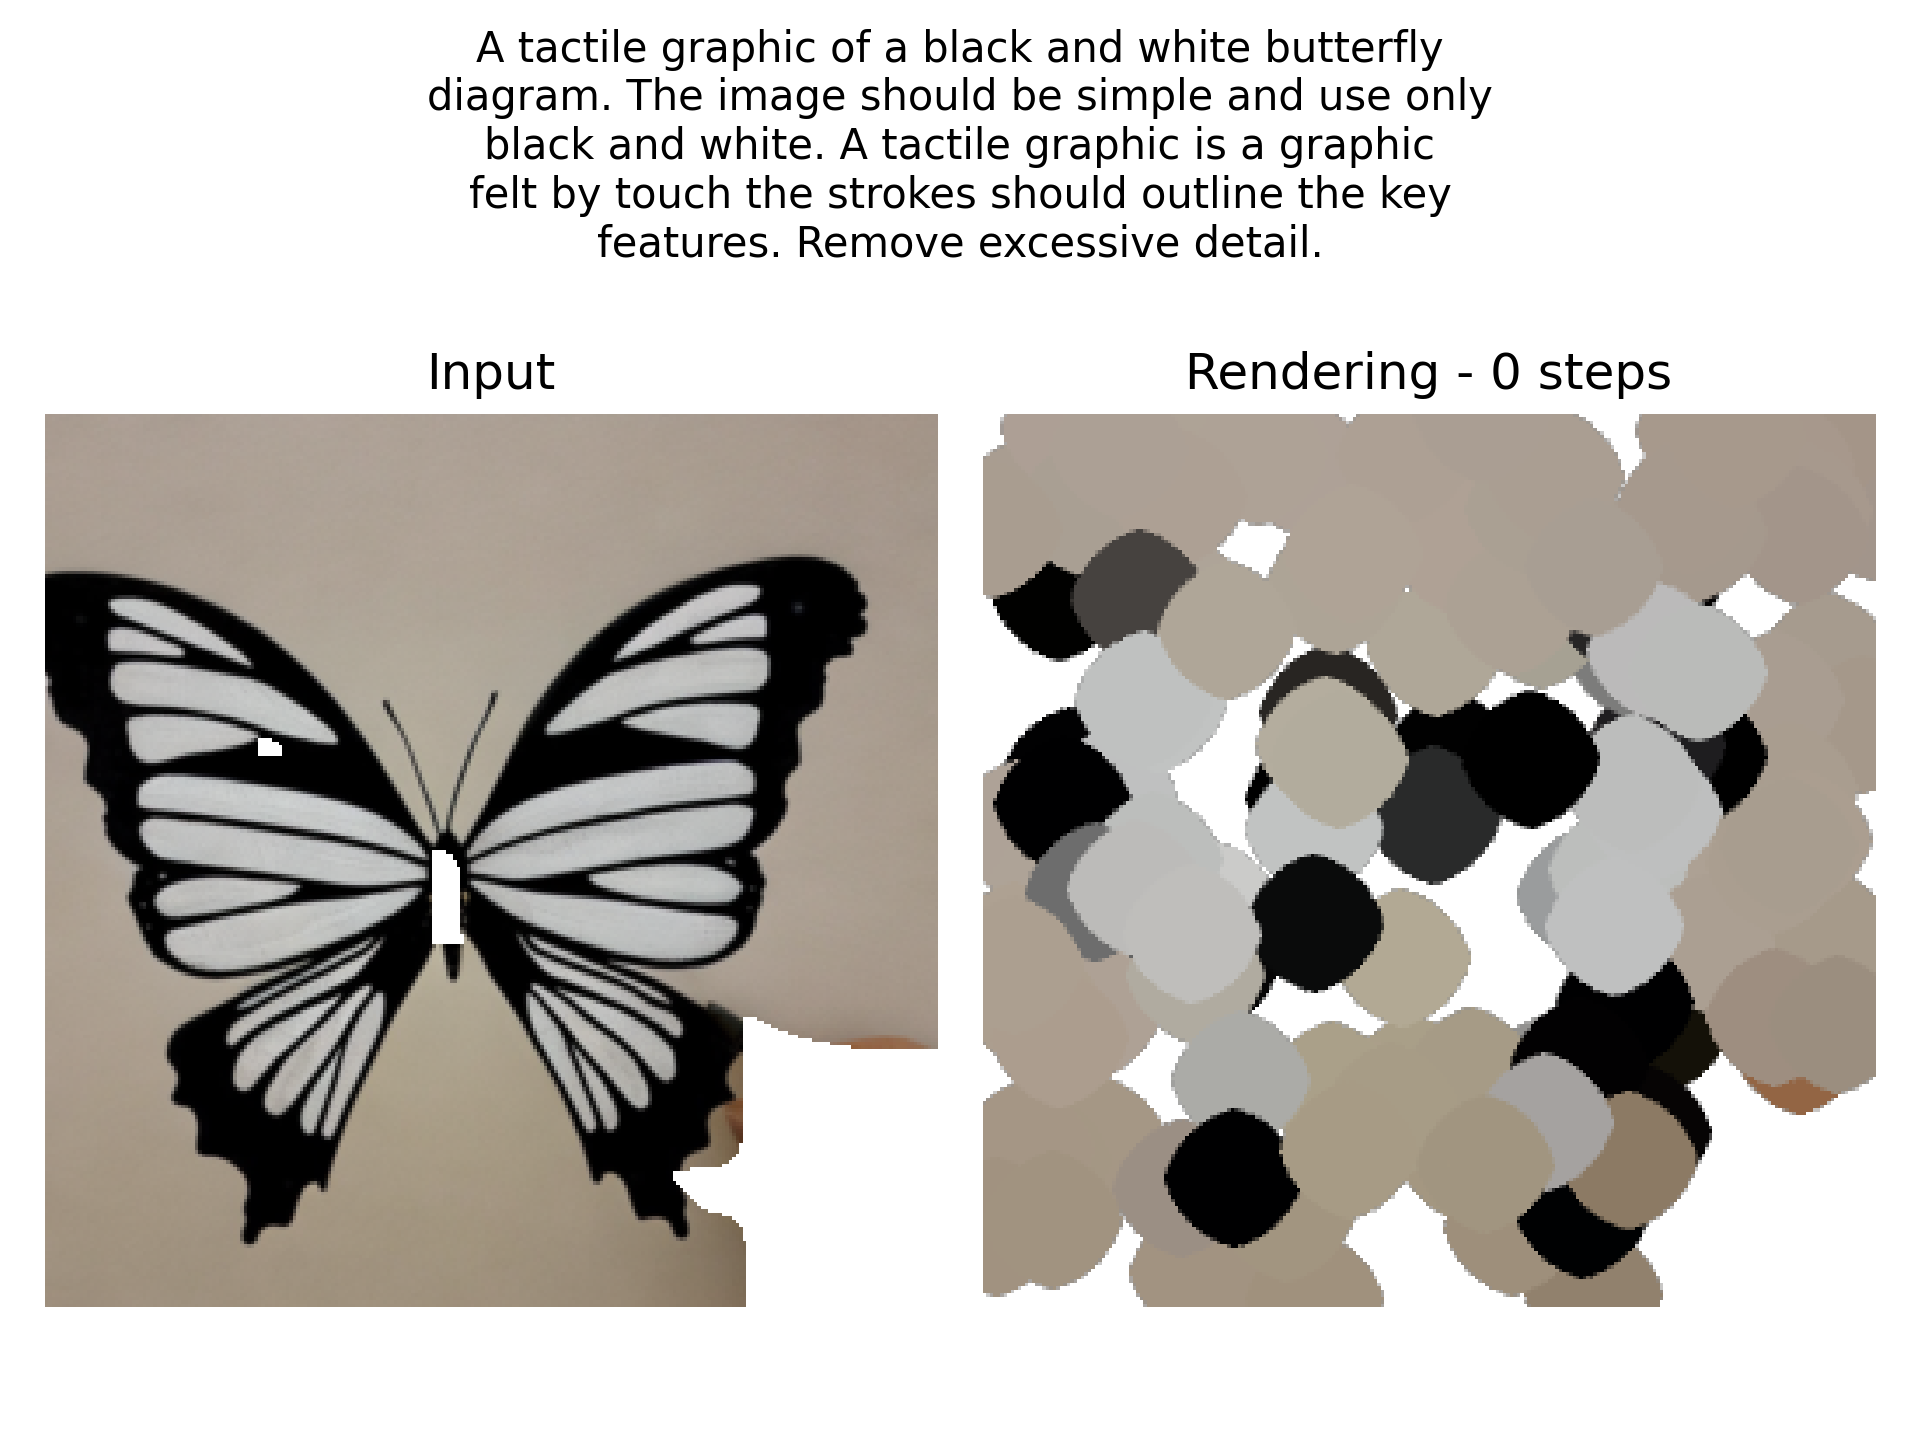 A tactile graphic of a black and white butterfly
diagram. The image should be simple and use only
black and white. A tactile graphic is a graphic
felt by touch the strokes should outline the key
features. Remove excessive detail.
Input
Rendering - 0 steps